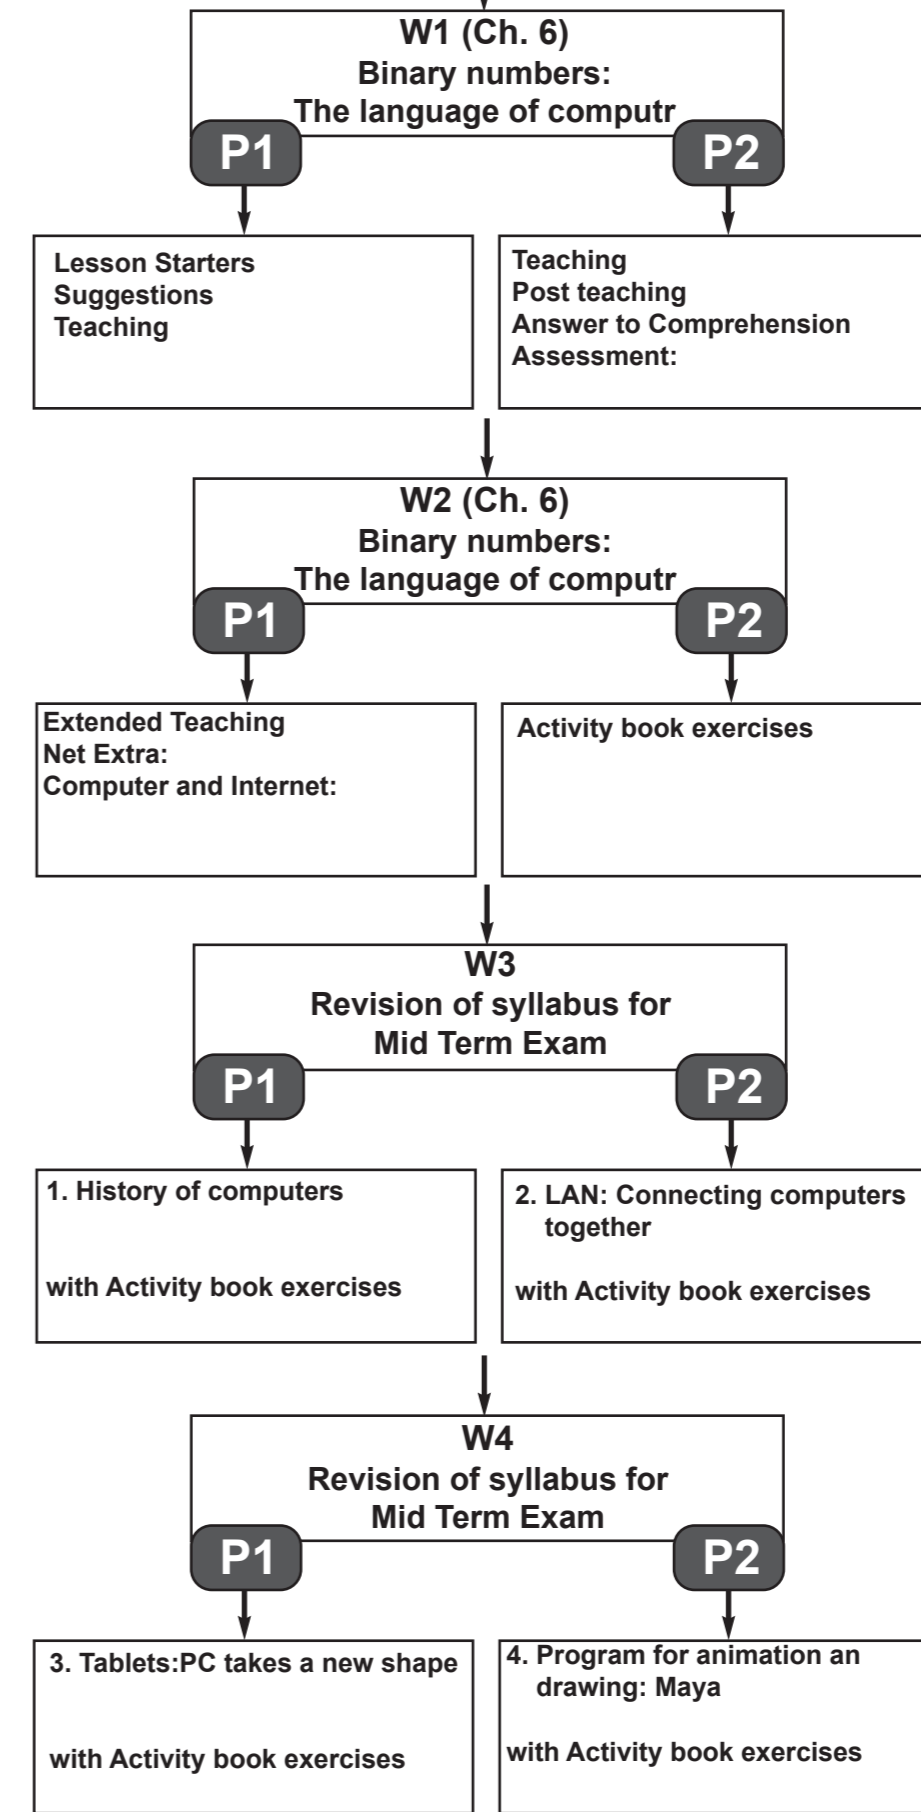 W1 (Ch. 6)
Binary numbers:
The language of computr
P1
P2
Lesson Starters
Suggestions
Teaching
Teaching
Post teaching
Answer to Comprehension
Assessment:
W2 (Ch. 6)
Binary numbers:
The language of computr
P1
P2
Extended Teaching
Net Extra:
Computer and Internet:
Activity book exercises
W3
Revision of syllabus for
Mid Term Exam
P1
P2
1. History of computers
with Activity book exercises
2. LAN: Connecting computers
together
with Activity book exercises
W4
Revision of syllabus for
Mid Term Exam
P1
P2
3. Tablets:PC takes a new shape
with Activity book exercises
4. Program for animation an
drawing: Maya
with Activity book exercises